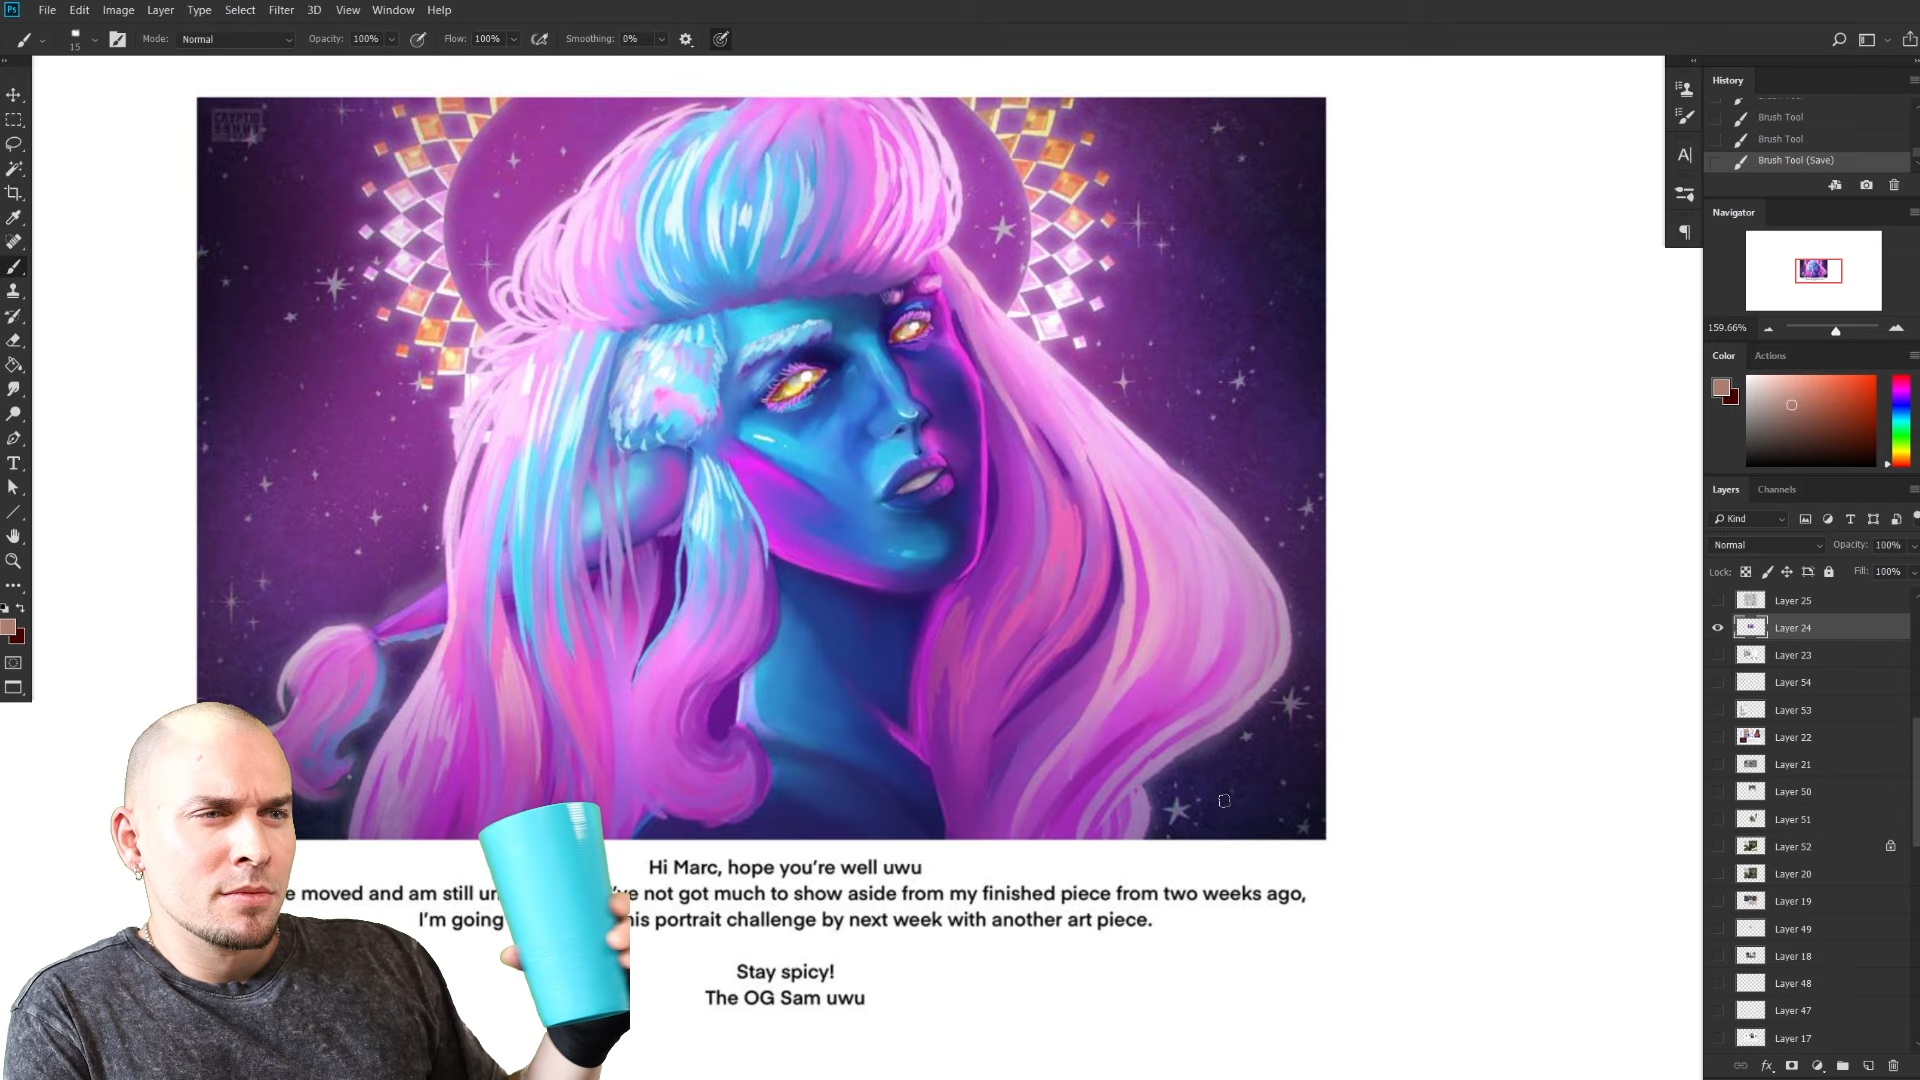 Ps File Edit Image Layer Type Select Filter 3D View Window Help
15 Mode: Normal Opacity: 100% Flow: 100% Smoothing: 0%
History
Brush Tool
Brush Tool
Brush Tool (Save)
Navigator
159.66%
Color Actions
Layers Channels
Kind
Normal Opacity: 100%
Lock: Fill: 100%
Layer 25
Layer 24
Layer 23
Layer 54
Layer 53
Layer 22
Layer 21
Layer 50
Layer 51
Layer 52
Layer 20
Layer 19
Layer 49
Layer 18
Layer 48
Layer 47
Layer 17
Hi Marc, hope you're well uwu
moved and am still not got much to show aside from my finished piece from two weeks ago,
I'm going portrait challenge by next week with another art piece.
Stay spicy!
The OG Sam uwu